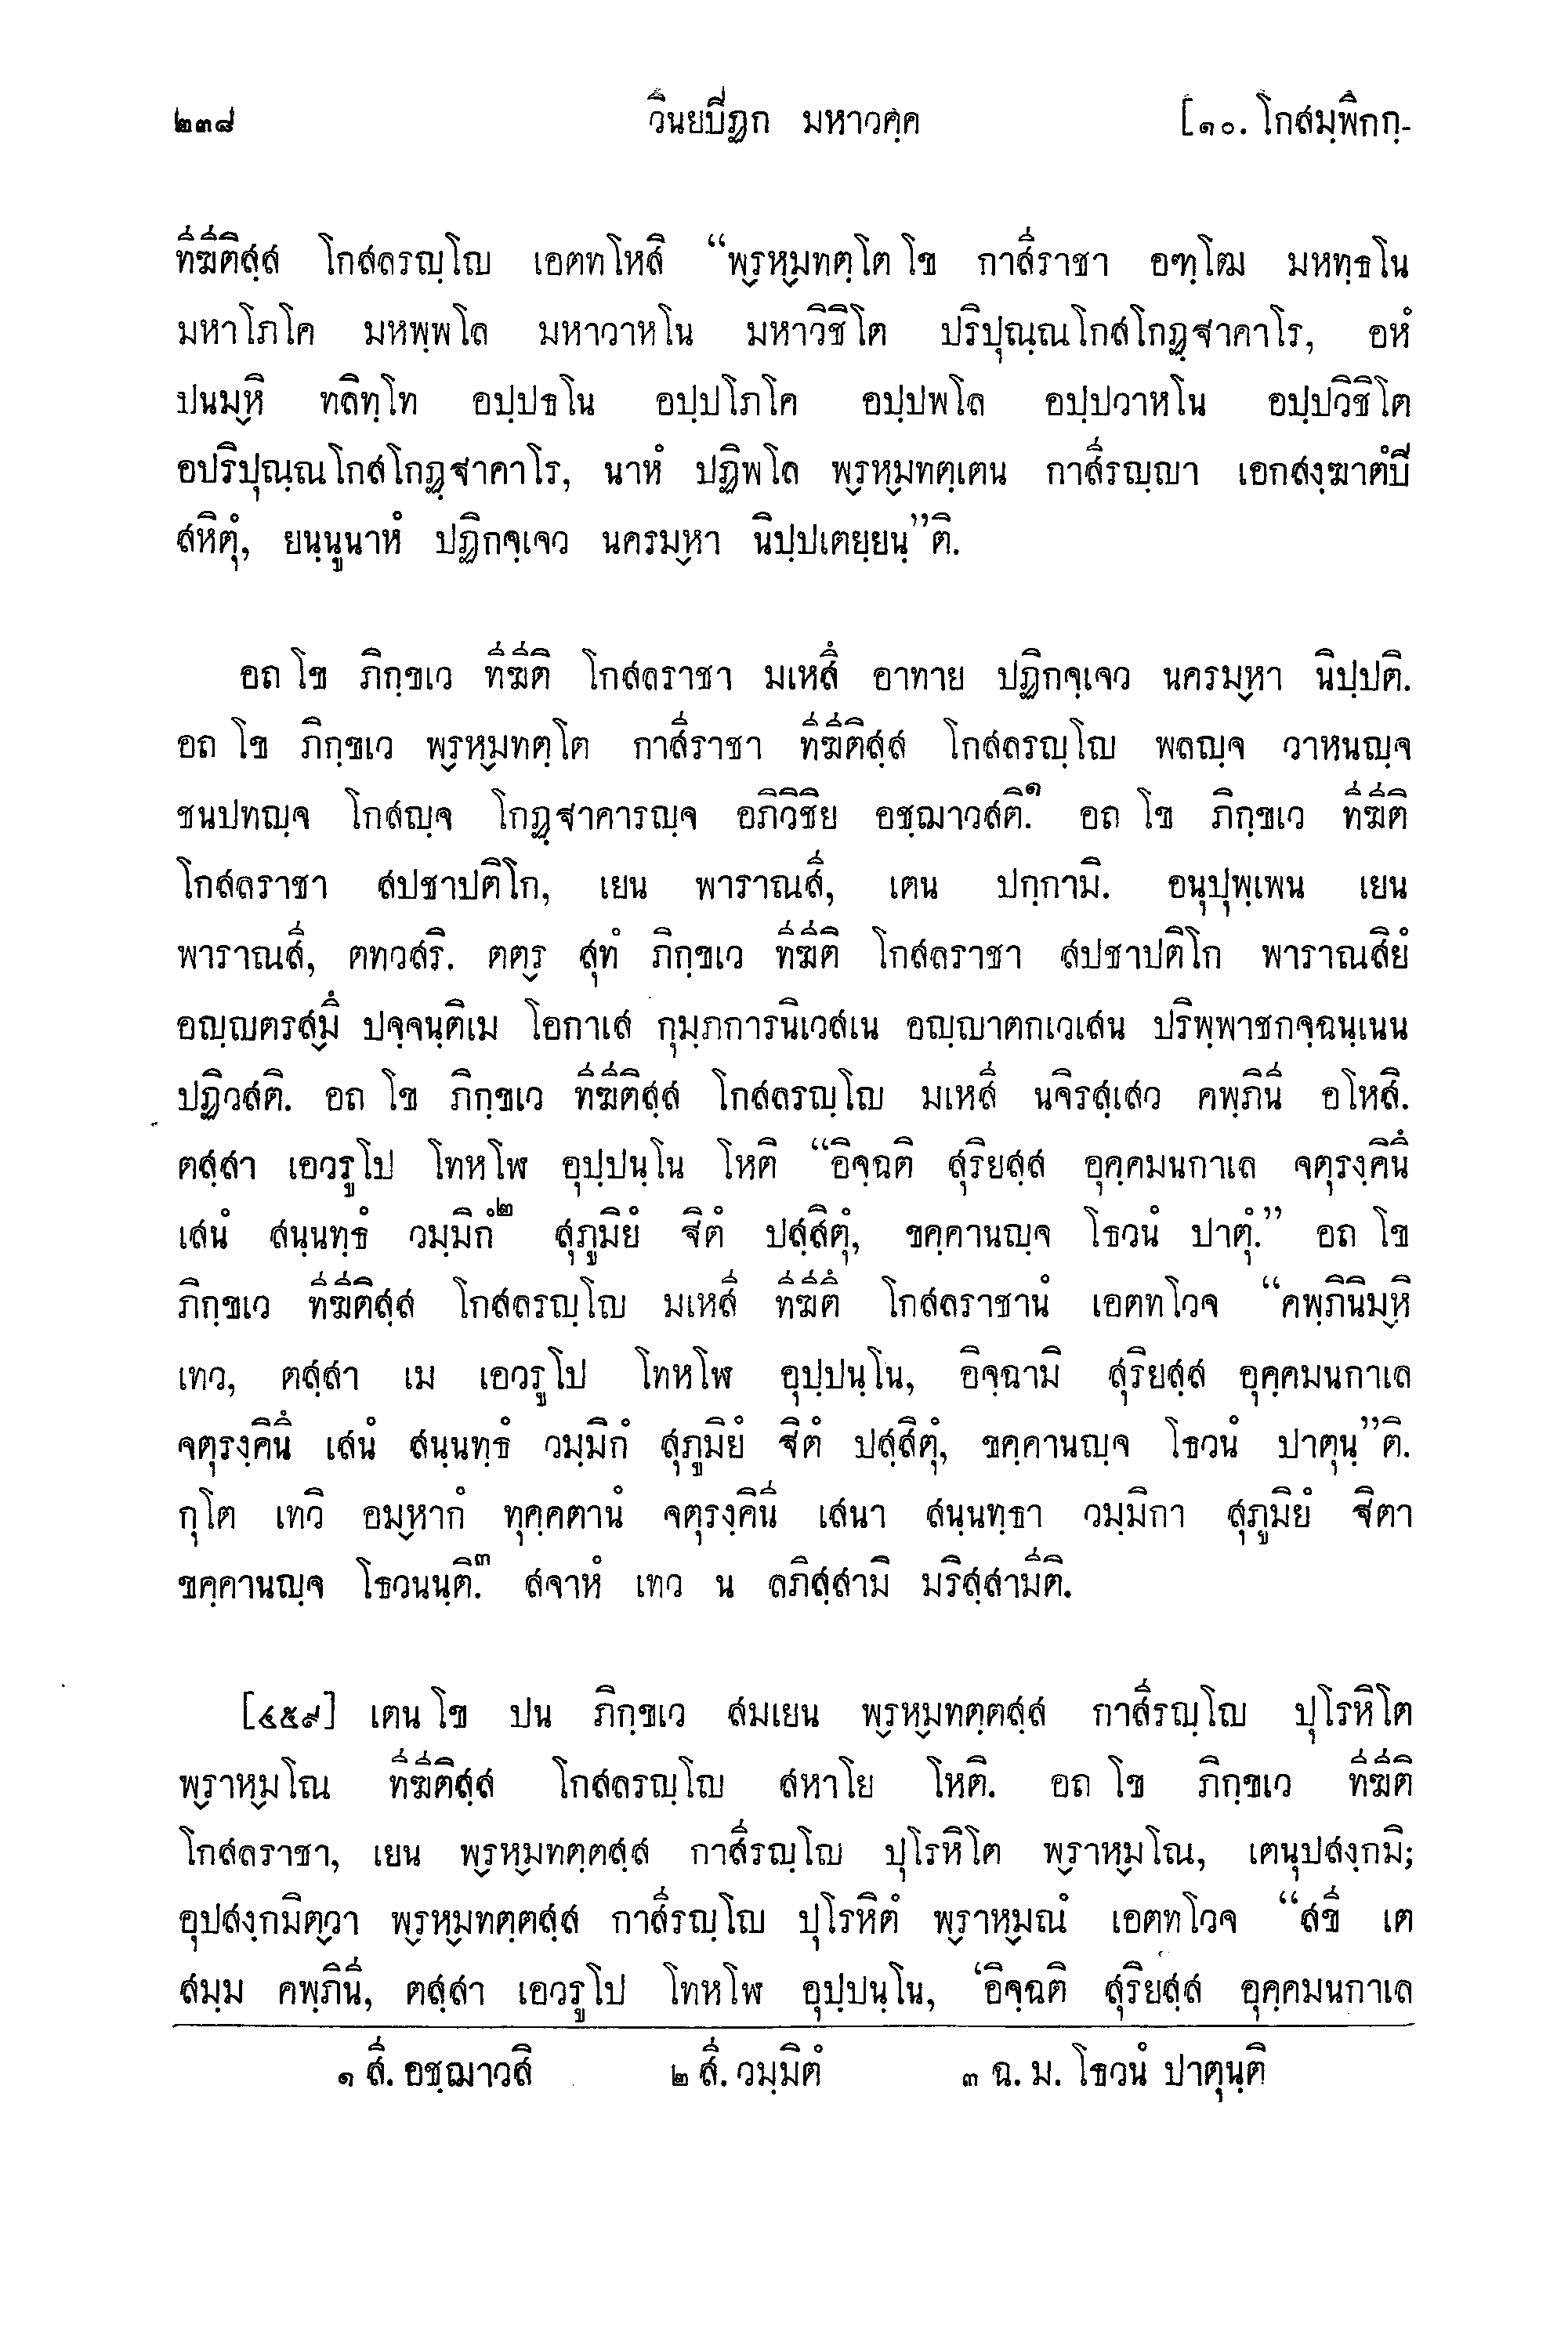 ๒๓๘ วินยปิฏก มหาวคฺค [๑๐. โกสมฺพิกกฺ-
ทีฆีติสฺส โกสลรญฺโญ เอตทโหสิ “พฺรหฺมทตฺโต โข กาสีราชา อฑฺโฒ มหทฺธโน
มหาโภโค มหพฺพโล มหาวาหโน มหาวิชิโต ปริปุณฺณโกสโกฏฺฐาคาโร, อหํ
ปนมฺหิ ทลิทฺโท อปฺปธโน อปฺปโภโค อปฺปพโล อปฺปวาหโน อปฺปวิชิโต
อปริปุณฺณโกสโกฏฺฐาคาโร, นาหํ ปฏิพโล พฺรหฺมทตฺเตน กาสีรญฺญา เอกสงฺฆาตํปิ
สหิตุํ, ยนฺนูนาหํ ปฏิกจฺเจว นครมฺหา นิปฺปเตยฺยนฺ”ติ.
อถ โข ภิกฺขเว ทีฆีติ โกสลราชา มเหสึ อาทาย ปฏิกจฺเจว นครมฺหา นิปฺปติ.
อถ โข ภิกฺขเว พฺรหฺมทตฺโต กาสีราชา ทีฆีติสฺส โกสลรญฺโญ พลญฺจ วาหนญฺจ
ชนปทญฺจ โกสญฺจ โกฏฺฐาคารญฺจ อภิวิชิย อชฺฌาวสติ.๑ อถ โข ภิกฺขเว ทีฆีติ
โกสลราชา สปชาปติโก, เยน พาราณสี, เตน ปกฺกามิ. อนุปุพฺเพน เยน
พาราณสี, ตทวสริ. ตตฺร สุทํ ภิกฺขเว ทีฆีติ โกสลราชา สปชาปติโก พาราณสิยํ
อญฺญตรสฺมึ ปจฺจนฺติเม โอกาเส กุมฺภการนิเวสเน อญฺญาตกเวเสน ปริพฺพาชกจฺฉนฺเนน
ปฏิวสติ. อถ โข ภิกฺขเว ทีฆีติสฺส โกสลรญฺโญ มเหสี นจิรสฺเสว คพฺภินี อโหสิ.
ตสฺสา เอวรูโป โทหโฬ อุปฺปนฺโน โหติ “อิจฺฉติ สุริยสฺส อุคฺคมนกาเล จตุรงฺคินึ
เสนํ สนฺนทฺธํ วมฺมิกํ๒ สุภูมิยํ ฐิตํ ปสฺสิตุํ, ขคฺคานญฺจ โธวนํ ปาตุํ.” อถ โข
ภิกฺขเว ทีฆีติสฺส โกสลรญฺโญ มเหสี ทีฆีตึ โกสลราชานํ เอตทโวจ “คพฺภินิมฺหิ
เทว, ตสฺสา เม เอวรูโป โทหโฬ อุปฺปนฺโน, อิจฺฉามิ สุริยสฺส อุคฺคมนกาเล
จตุรงฺคินึ เสนํ สนฺนทฺธํ วมฺมิกํ สุภูมิยํ ฐิตํ ปสฺสิตุํ, ขคฺคานญฺจ โธวนํ ปาตุนฺ”ติ.
กุโต เทวิ อมฺหากํ ทุคฺคตานํ จตุรงฺคินี เสนา สนฺนทฺธา วมฺมิกา สุภูมิยํ ฐิตา
ขคฺคานญฺจ โธวนนฺติ.๓ สจาหํ เทว น ลภิสฺสามิ มริสฺสามีติ.
[๔๕๙] เตน โข ปน ภิกฺขเว สมเยน พฺรหฺมทตฺตสฺส กาสีรญฺโญ ปุโรหิโต
พฺราหฺมโณ ทีฆีติสฺส โกสลรญฺโญ สหาโย โหติ. อถ โข ภิกฺขเว ทีฆีติ
โกสลราชา, เยน พฺรหฺมทตฺตสฺส กาสีรญฺโญ ปุโรหิโต พฺราหฺมโณ, เตนุปสงฺกมิ;
อุปสงฺกมิตฺวา พฺรหฺมทตฺตสฺส กาสีรญฺโญ ปุโรหิตํ พฺราหฺมณํ เอตทโวจ “สขี เต
สมฺม คพฺภินี, ตสฺสา เอวรูโป โทหโฬ อุปฺปนฺโน, ‘อิจฺฉติ สุริยสฺส อุคฺคมนกาเล
๑ สี. อชฺฌาวสิ ๒ สี. วมฺมิตํ ๓ ฉ. ม. โธวนํ ปาตุนฺติ